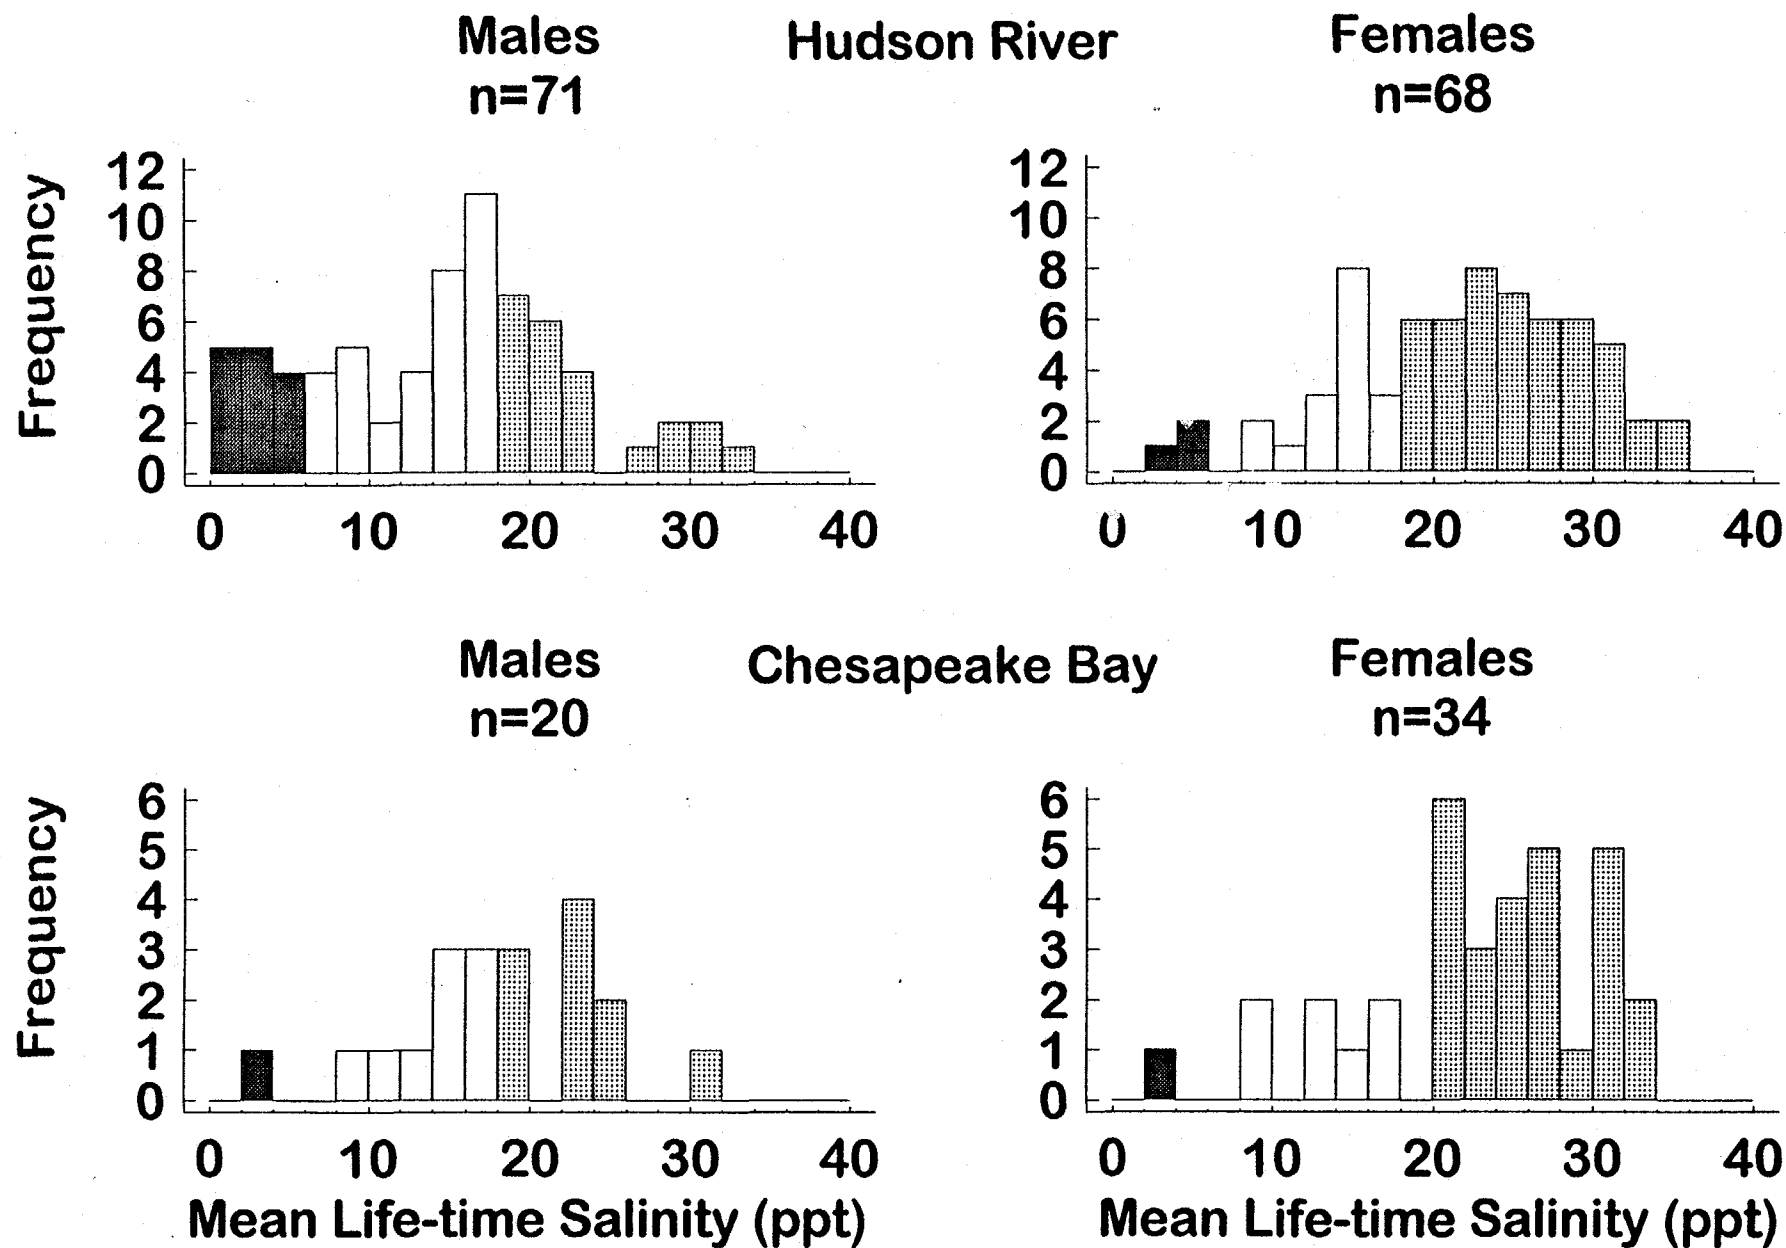 Males Hudson River Females
n=71 n=68
Frequency
12
10
8
6
4
2
0
0 10 20 30 40
12
10
8
6
4
2
0
0 10 20 30 40
Males Chesapeake Bay Females
n=20 n=34
Frequency
6
5
4
3
2
1
0
0 10 20 30 40
Mean Life-time Salinity (ppt)
6
5
4
3
2
1
0
0 10 20 30 40
Mean Life-time Salinity (ppt)